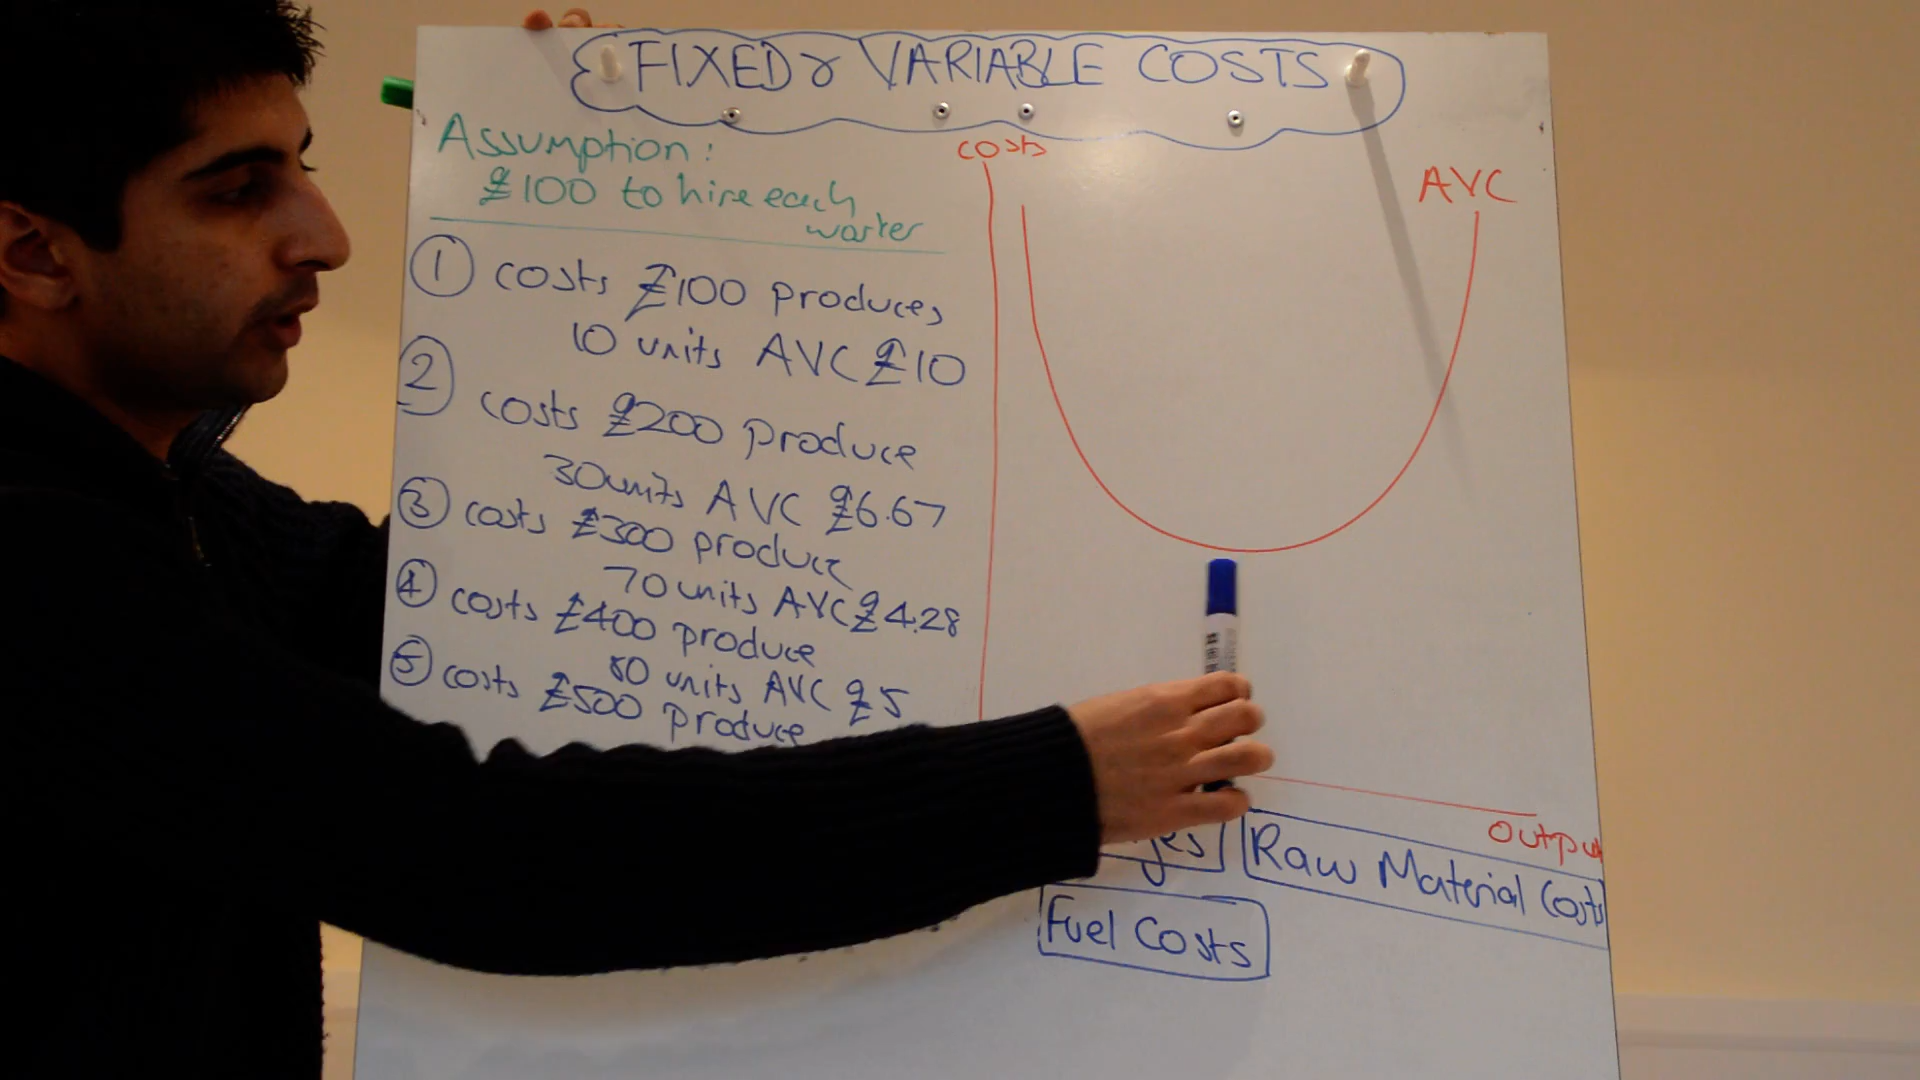 FIXED & VARIABLE COSTS
Assumption:
£100 to hire each
worker
① costs £100 produces
10 units AVC £10
② costs £200 produce
30 units AVC £6.67
③ costs £300 produce
70 units AVC £4.28
④ costs £400 produce
80 units AVC £5
⑤ costs £500 produce
costs
AVC
Output
Raw Material Costs
Fuel Costs